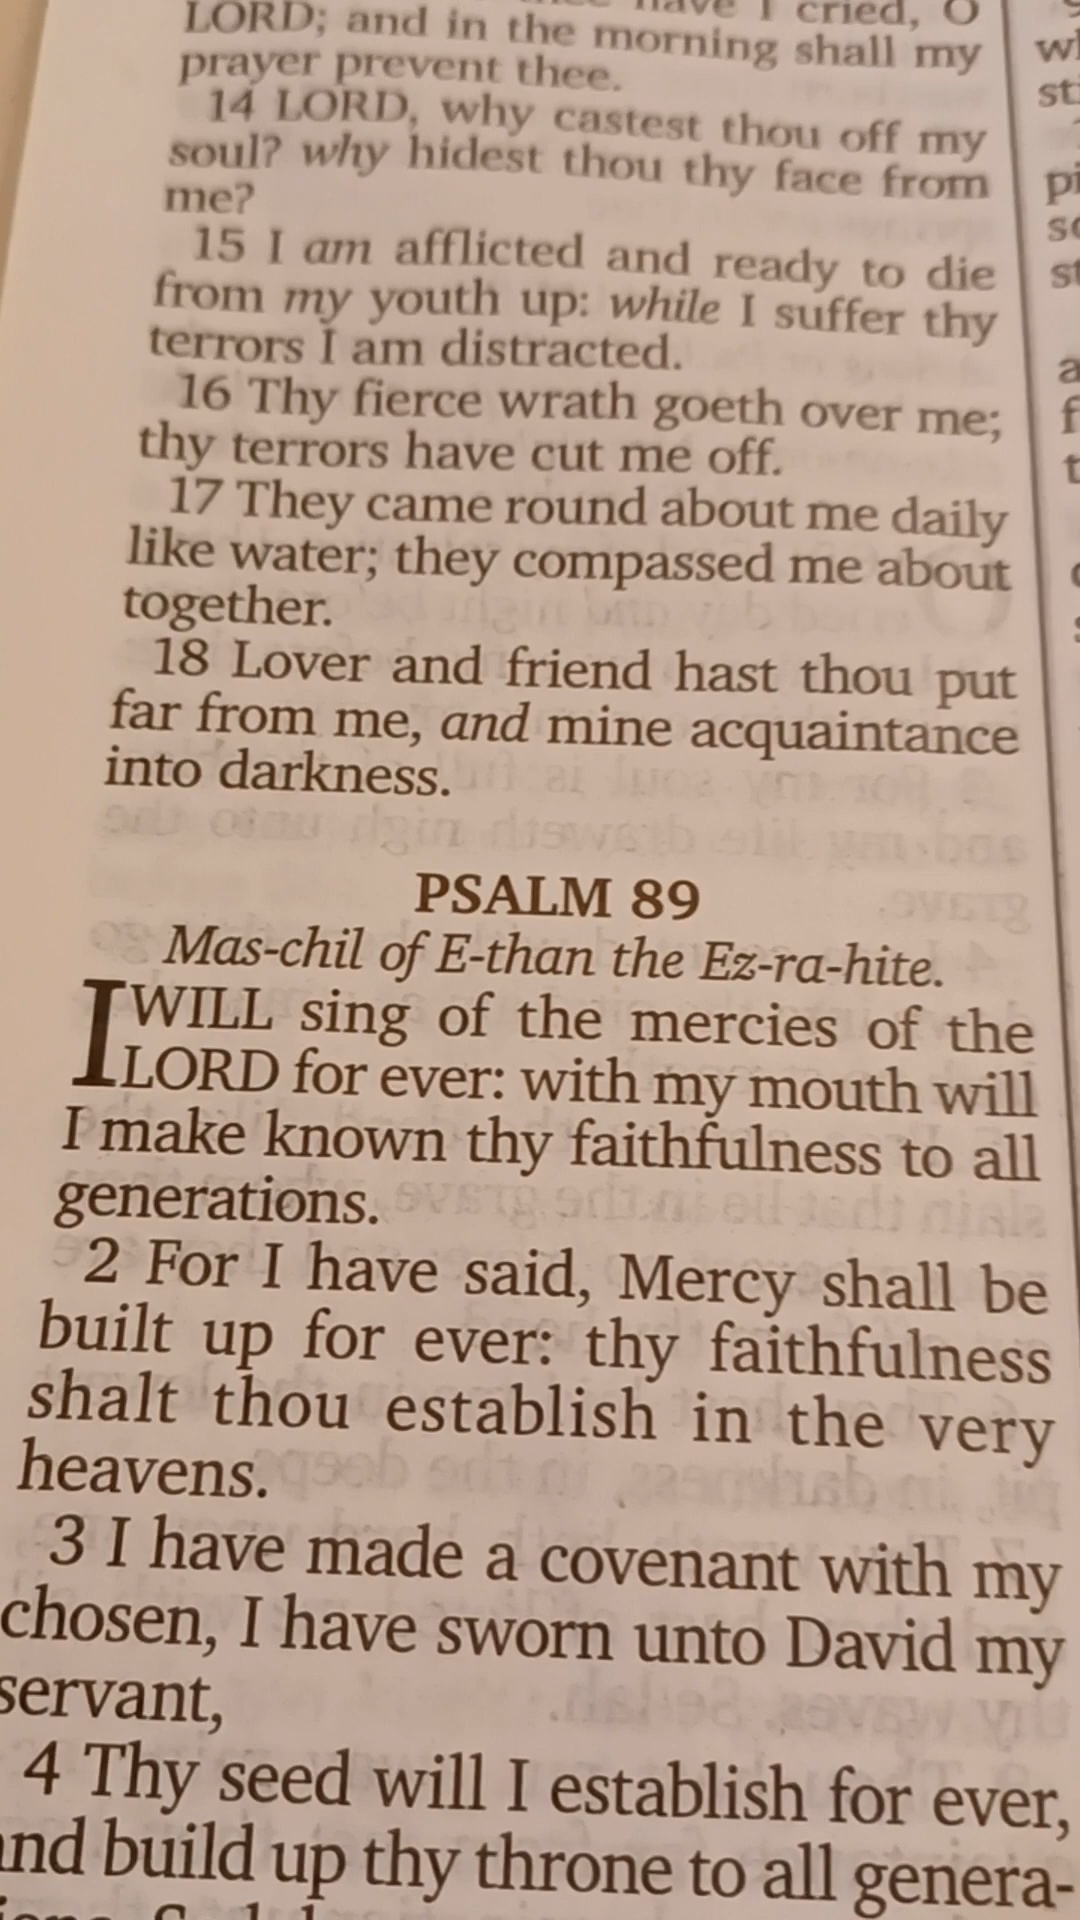 have I cried, O
LORD; and in the morning shall my
prayer prevent thee.
14 LORD, why castest thou off my
soul? why hidest thou thy face from
me?
15 I am afflicted and ready to die
from my youth up: while I suffer thy
terrors I am distracted.
16 Thy fierce wrath goeth over me;
thy terrors have cut me off.
17 They came round about me daily
like water; they compassed me about
together.
18 Lover and friend hast thou put
far from me, and mine acquaintance
into darkness.
PSALM 89
Mas-chil of E-than the Ez-ra-hite.
I WILL sing of the mercies of the
LORD for ever: with my mouth will
I make known thy faithfulness to all
generations.
2 For I have said, Mercy shall be
built up for ever: thy faithfulness
shalt thou establish in the very
heavens.
3 I have made a covenant with my
chosen, I have sworn unto David my
servant,
4 Thy seed will I establish for ever,
and build up thy throne to all genera-